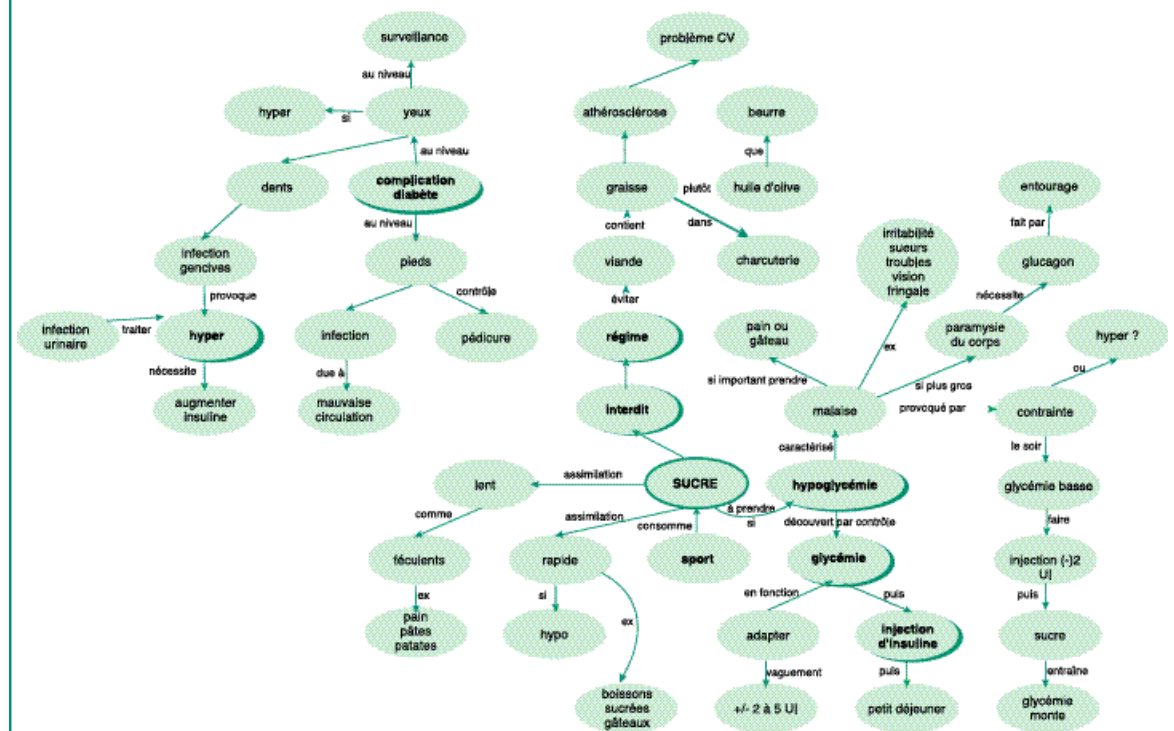 surveillance
problème CV
au niveau
hyper
si
yeux
athérosclérose
beurre
au niveau
que
dents
complication
diabète
graisse
plutôt
huile d'olive
entourage
au niveau
contient
dans
fait par
infection
gencives
pieds
viande
charcuterie
irritabilité
sueurs
troubles
vision
fringale
glucagon
provoque
contrôle
éviter
nécessite
infection
urinaire
traiter
hyper
infection
pédicure
régime
pain ou
gâteau
ex
paramysie
du corps
hyper ?
nécessite
due à
si important prendre
si plus gros
ou
augmenter
insuline
mauvaise
circulation
interdit
malaise
provoqué par
contrainte
caractérisé
le soir
lent
assimilation
SUCRE
hypoglycémie
glycémie basse
comme
assimilation
consomme
à prendre
si
découvert par contrôle
faire
féculents
rapide
sport
glycémie
injection (-)2
UI
ex
si
ex
en fonction
puis
puis
pain
pâtes
patates
hypo
adapter
injection
d'insuline
sucre
vaguement
puis
entraîne
boissons
sucrées
gâteaux
+/- 2 à 5 UI
petit déjeuner
glycémie
monte